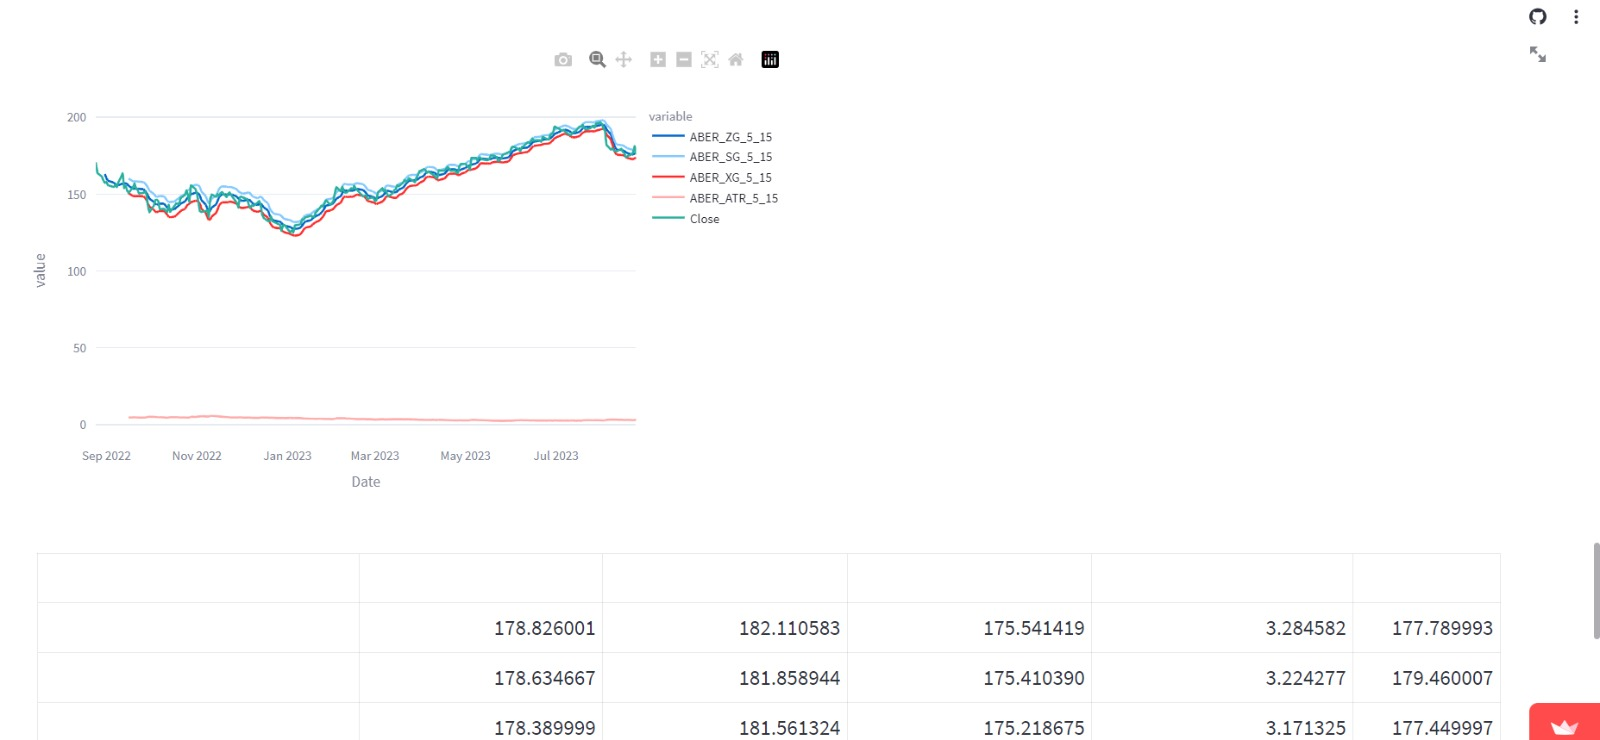 200
150
100
50
0
value
Sep 2022 Nov 2022 Jan 2023 Mar 2023 May 2023 Jul 2023
Date
variable
ABER_ZG_5_15
ABER_SG_5_15
ABER_XG_5_15
ABER_ATR_5_15
Close
178.826001 182.110583 175.541419 3.284582 177.789993
178.634667 181.858944 175.410390 3.224277 179.460007
178.389999 181.561324 175.218675 3.171325 177.449997